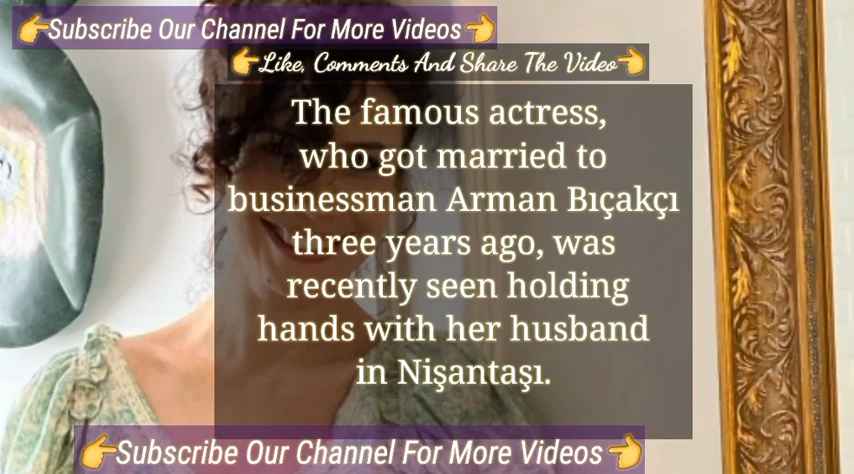 👉Subscribe Our Channel For More Videos👈
👉Like, Comments And Share The Video👈
The famous actress,
who got married to
businessman Arman Bıçakçı
three years ago, was
recently seen holding
hands with her husband
in Nişantaşı.
👉Subscribe Our Channel For More Videos👈